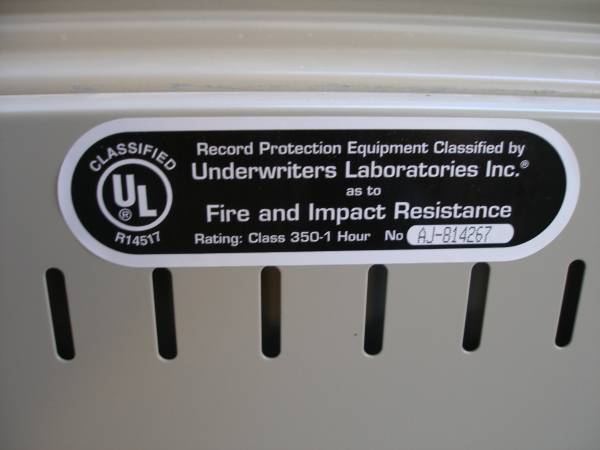 CLASSIFIED
UL®
R14517
Record Protection Equipment Classified by
Underwriters Laboratories Inc.®
as to
Fire and Impact Resistance
Rating: Class 350-1 Hour No AJ-814267